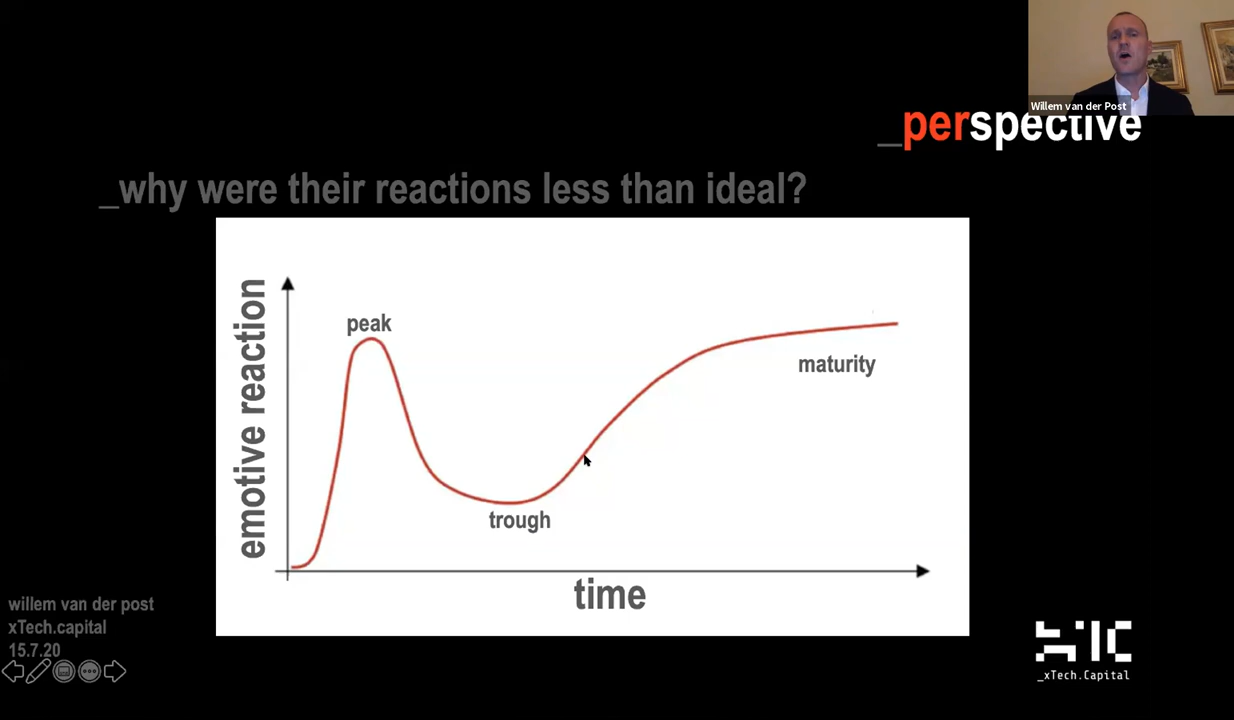 Willem van der Post
_perspective
_why were their reactions less than ideal?
emotive reaction
peak
maturity
trough
time
willem van der post
xTech.capital
15.7.20
_xTech.Capital